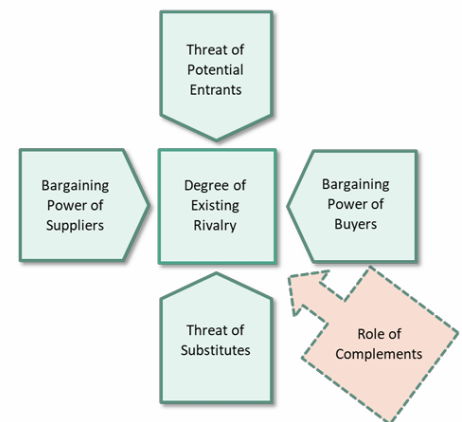 Threat of
Potential
Entrants
Bargaining
Power of
Suppliers
Degree of
Existing
Rivalry
Bargaining
Power of
Buyers
Threat of
Substitutes
Role of
Complements